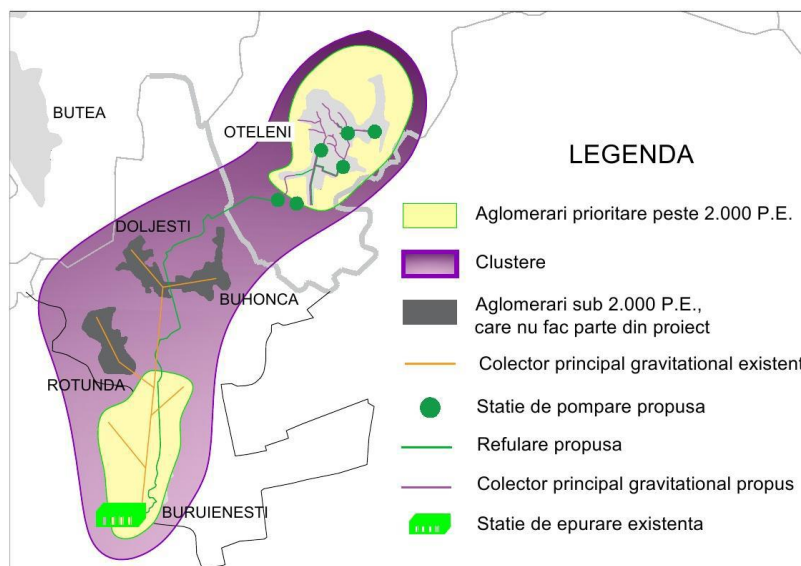 BUTEA
OTELENI
DOLJESTI
BUHONCA
ROTUNDA
BURUIENESTI
LEGENDA
Aglomerari prioritare peste 2.000 P.E.
Clustere
Aglomerari sub 2.000 P.E.,
care nu fac parte din proiect
Colector principal gravitational existent
Statie de pompare propusa
Refulare propusa
Colector principal gravitational propus
Statie de epurare existenta